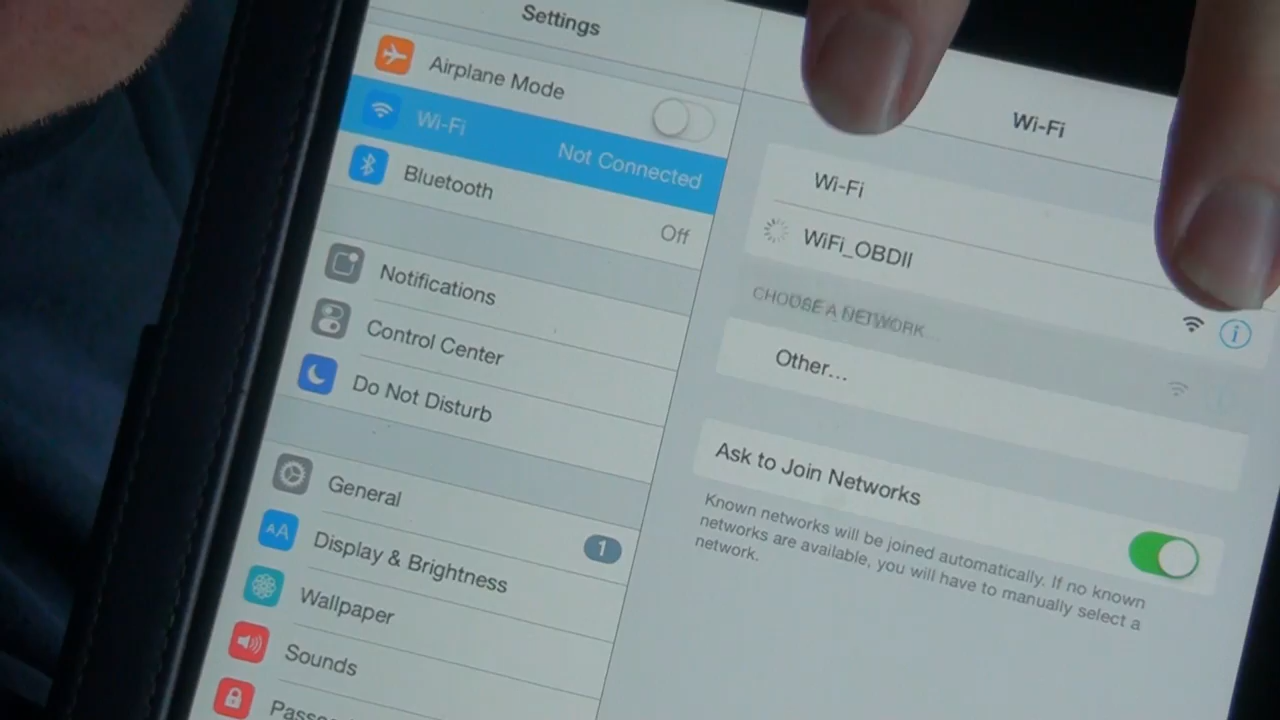 Settings
Airplane Mode
Wi-Fi
Not Connected
Bluetooth
Off
Notifications
Control Center
Do Not Disturb
General
1
Display & Brightness
AA
Wallpaper
Sounds
Wi-Fi
Wi-Fi
WiFi_OBDII
CHOOSE A NETWORK...
Other...
Ask to Join Networks
Known networks will be joined automatically. If no known
networks are available, you will have to manually select a
network.